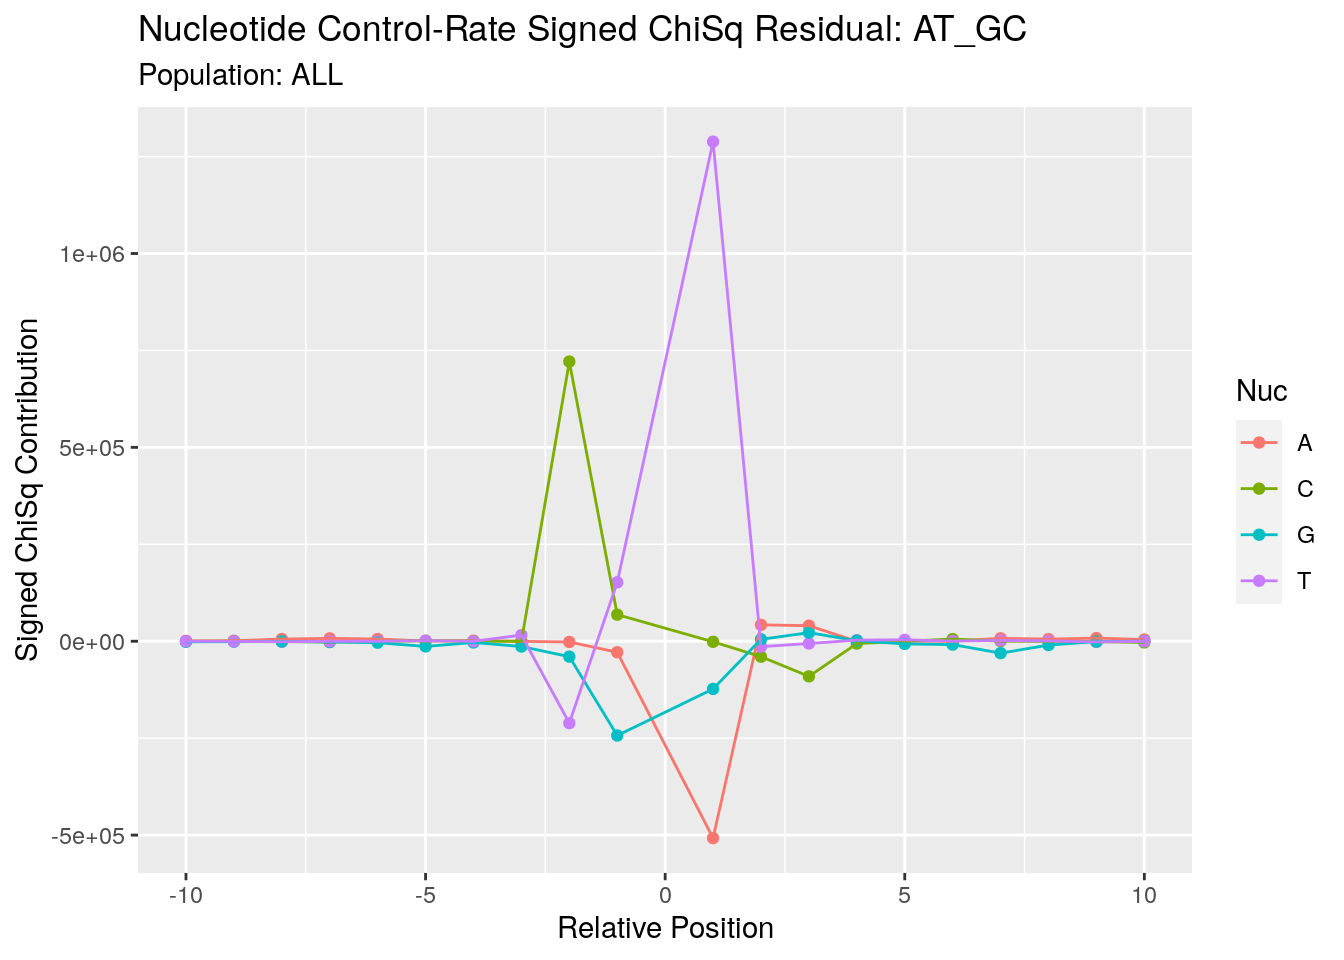 Nucleotide Control-Rate Signed ChiSq Residual: AT_GC
Population: ALL
Signed ChiSq Contribution
1e+06
5e+05
0e+00
-5e+05
-10
-5
0
5
10
Relative Position
Nuc
A
C
G
T